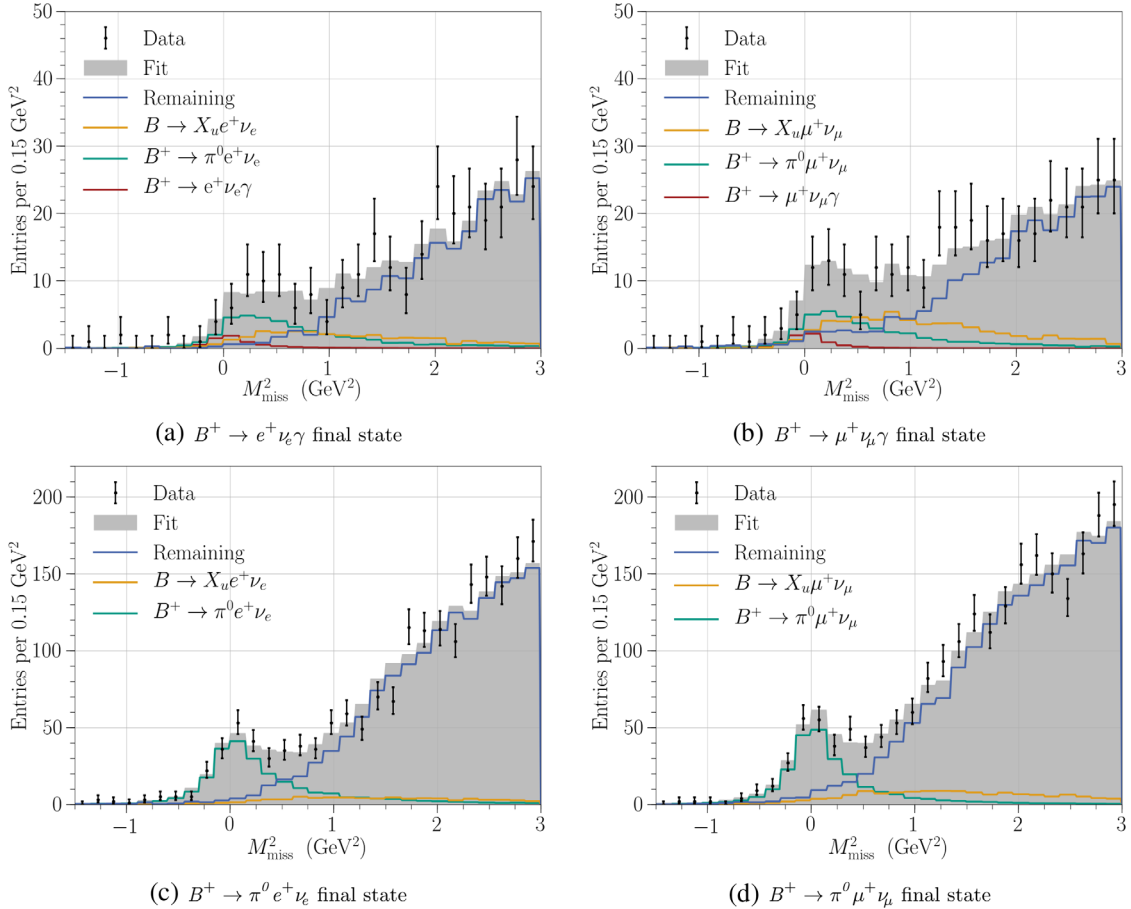 50
40
30
20
10
0
Entries per 0.15 GeV²
Data
Fit
Remaining
B → X_u e⁺ν_e
B⁺ → π⁰e⁺ν_e
B⁺ → e⁺ν_eγ
−1 0 1 2 3
M²_miss (GeV²)
(a) B⁺ → e⁺ν_eγ final state
50
40
30
20
10
0
Entries per 0.15 GeV²
Data
Fit
Remaining
B → X_u μ⁺ν_μ
B⁺ → π⁰μ⁺ν_μ
B⁺ → μ⁺ν_μγ
−1 0 1 2 3
M²_miss (GeV²)
(b) B⁺ → μ⁺ν_μγ final state
200
150
100
50
0
Entries per 0.15 GeV²
Data
Fit
Remaining
B → X_u e⁺ν_e
B⁺ → π⁰e⁺ν_e
−1 0 1 2 3
M²_miss (GeV²)
(c) B⁺ → π⁰ e⁺ν_e final state
200
150
100
50
0
Entries per 0.15 GeV²
Data
Fit
Remaining
B → X_u μ⁺ν_μ
B⁺ → π⁰μ⁺ν_μ
−1 0 1 2 3
M²_miss (GeV²)
(d) B⁺ → π⁰ μ⁺ν_μ final state